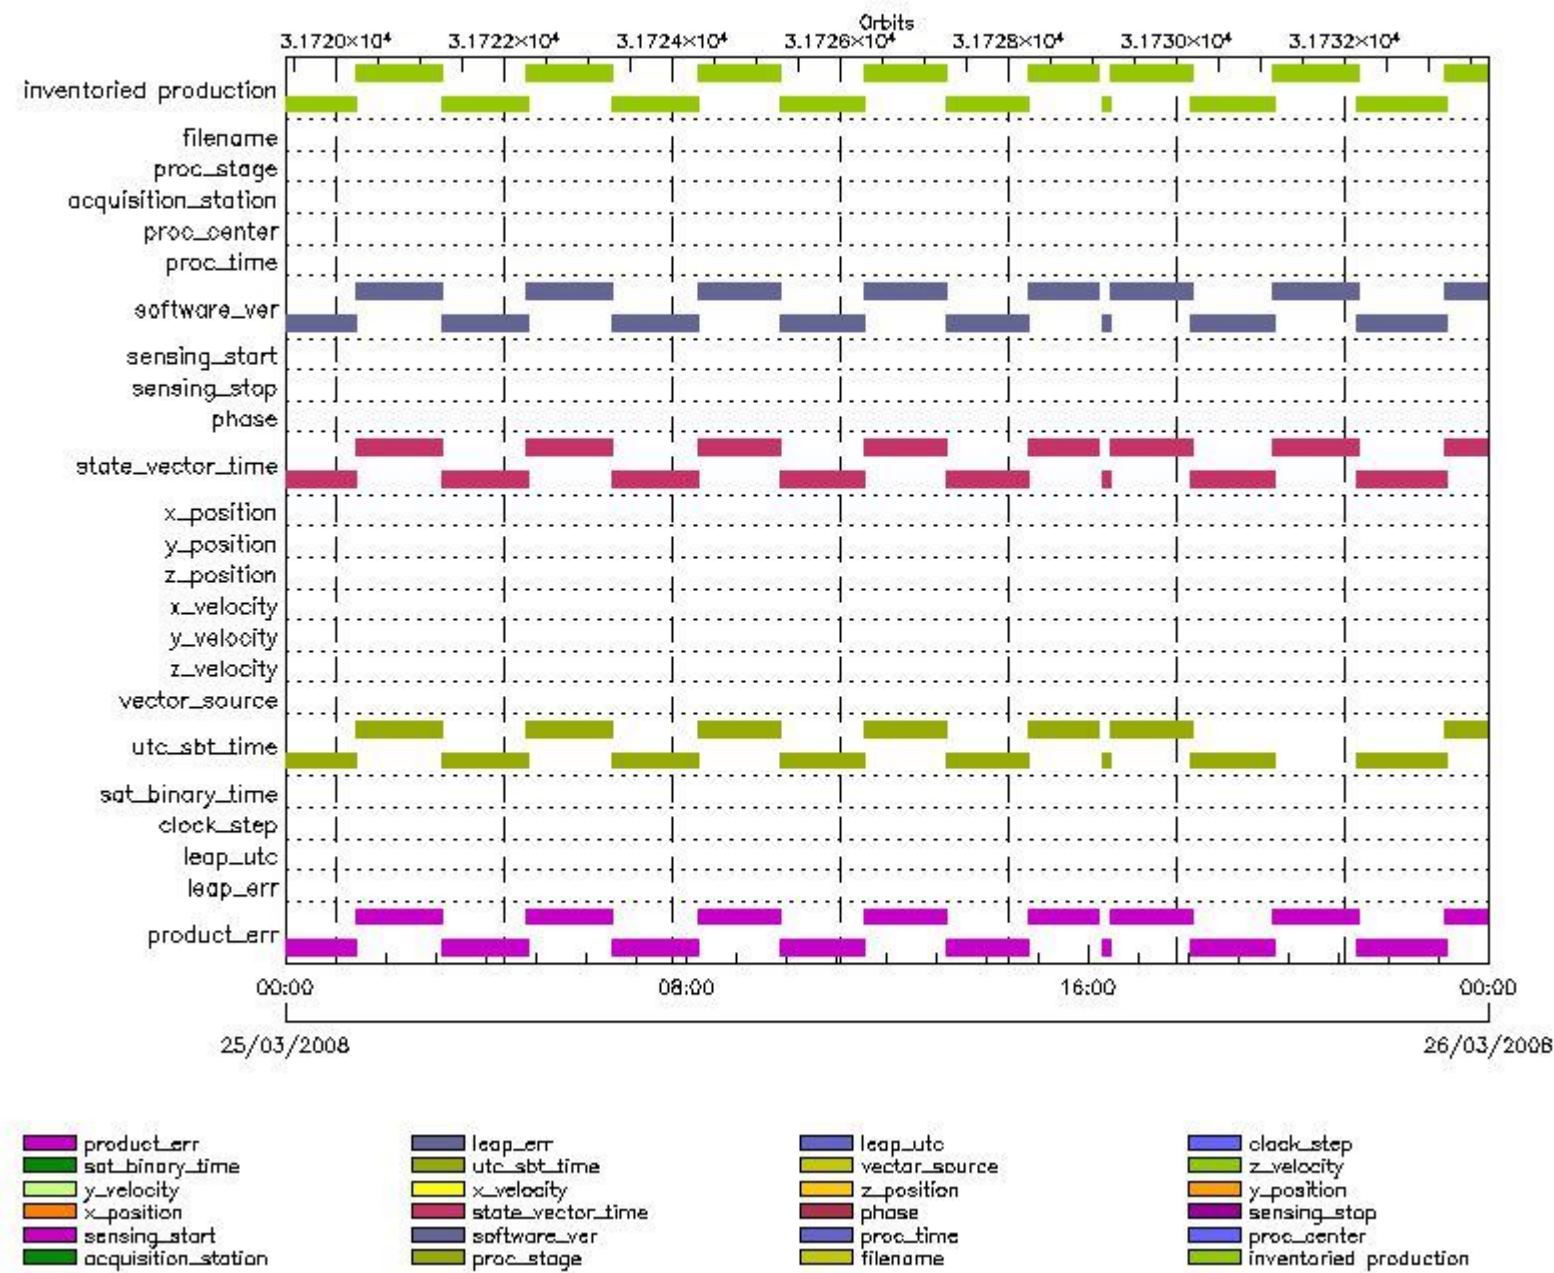 Orbits
3.1720×10⁴ 3.1722×10⁴ 3.1724×10⁴ 3.1726×10⁴ 3.1728×10⁴ 3.1730×10⁴ 3.1732×10⁴
inventoried production
filename
proc_stage
acquisition_station
proc_center
proc_time
software_ver
sensing_start
sensing_stop
phase
state_vector_time
x_position
y_position
z_position
x_velocity
y_velocity
z_velocity
vector_source
utc_sbt_time
sat_binary_time
clock_step
leap_utc
leap_err
product_err
00:00 08:00 16:00 00:00
25/03/2008 26/03/2008
product_err leap_err leap_utc clock_step
sat_binary_time utc_sbt_time vector_source z_velocity
y_velocity x_velocity z_position y_position
x_position state_vector_time phase sensing_stop
sensing_start software_ver proc_time proc_center
acquisition_station proc_stage filename inventoried production